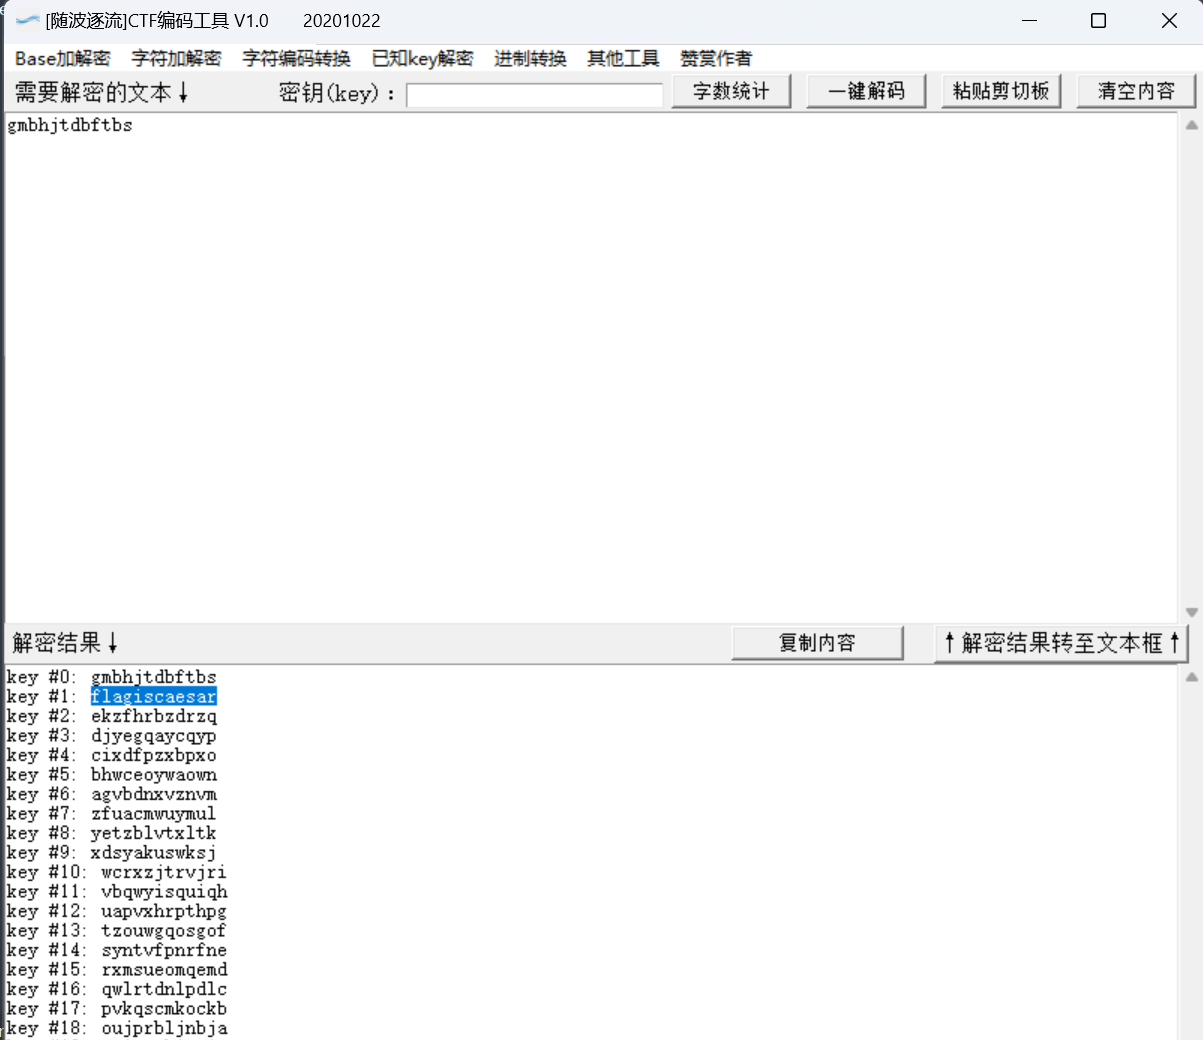 [随波逐流]CTF编码工具 V1.0 20201022
Base加解密 字符加解密 字符编码转换 已知key解密 进制转换 其他工具 赞赏作者
需要解密的文本↓ 密钥(key)： 字数统计 一键解码 粘贴剪切板 清空内容
gmbhjtdbftbs
解密结果↓ 复制内容 ↑解密结果转至文本框↑
key #0: gmbhjtdbftbs
key #1: flagiscaesar
key #2: ekzfhrbzdrzq
key #3: djyegqaycqyp
key #4: cixdfpzxbpxo
key #5: bhwceoywaown
key #6: agvbdnxvznvm
key #7: zfuacmwuymul
key #8: yetzblvtxltk
key #9: xdsyakuswksj
key #10: wcrxzjtrvjri
key #11: vbqwyisquiqh
key #12: uapvxhrpthpg
key #13: tzouwgqosgof
key #14: syntvfpnrfne
key #15: rxmsueomqemd
key #16: qwlrtdnlpdlc
key #17: pvkqscmkockb
key #18: oujprbljnbja